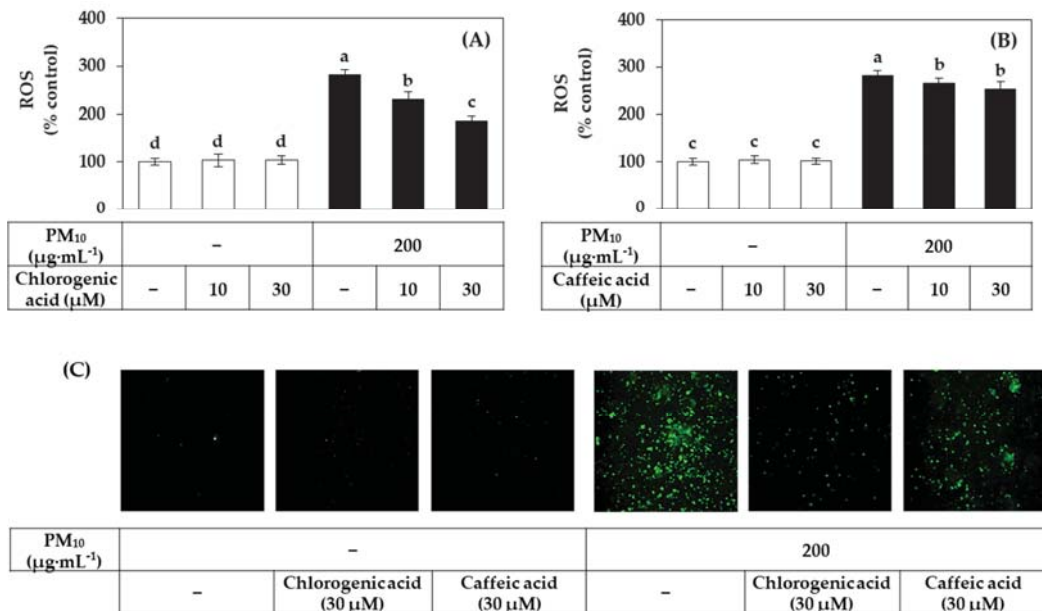 400
300
200
100
0
ROS
(% control)
(A)
d
d
d
a
b
c
PM₁₀
(µg·mL⁻¹)
–
200
Chlorogenic
acid (µM)
–
10
30
–
10
30
400
300
200
100
0
ROS
(% control)
(B)
c
c
c
a
b
b
PM₁₀
(µg·mL⁻¹)
–
200
Caffeic acid
(µM)
–
10
30
–
10
30
(C)
PM₁₀
(µg·mL⁻¹)
–
200
–
Chlorogenic acid
(30 µM)
Caffeic acid
(30 µM)
–
Chlorogenic acid
(30 µM)
Caffeic acid
(30 µM)